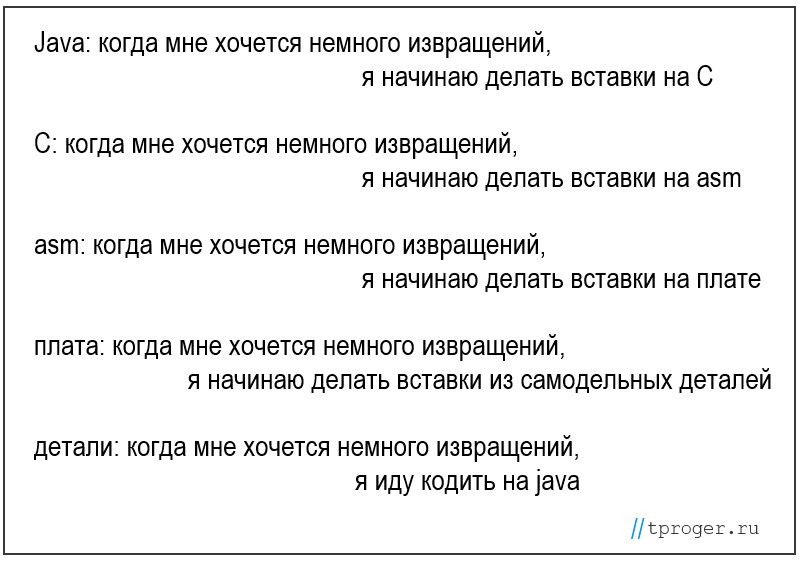 Java: когда мне хочется немного извращений,
я начинаю делать вставки на C
C: когда мне хочется немного извращений,
я начинаю делать вставки на asm
asm: когда мне хочется немного извращений,
я начинаю делать вставки на плате
плата: когда мне хочется немного извращений,
я начинаю делать вставки из самодельных деталей
детали: когда мне хочется немного извращений,
я иду кодить на java
//tproger.ru